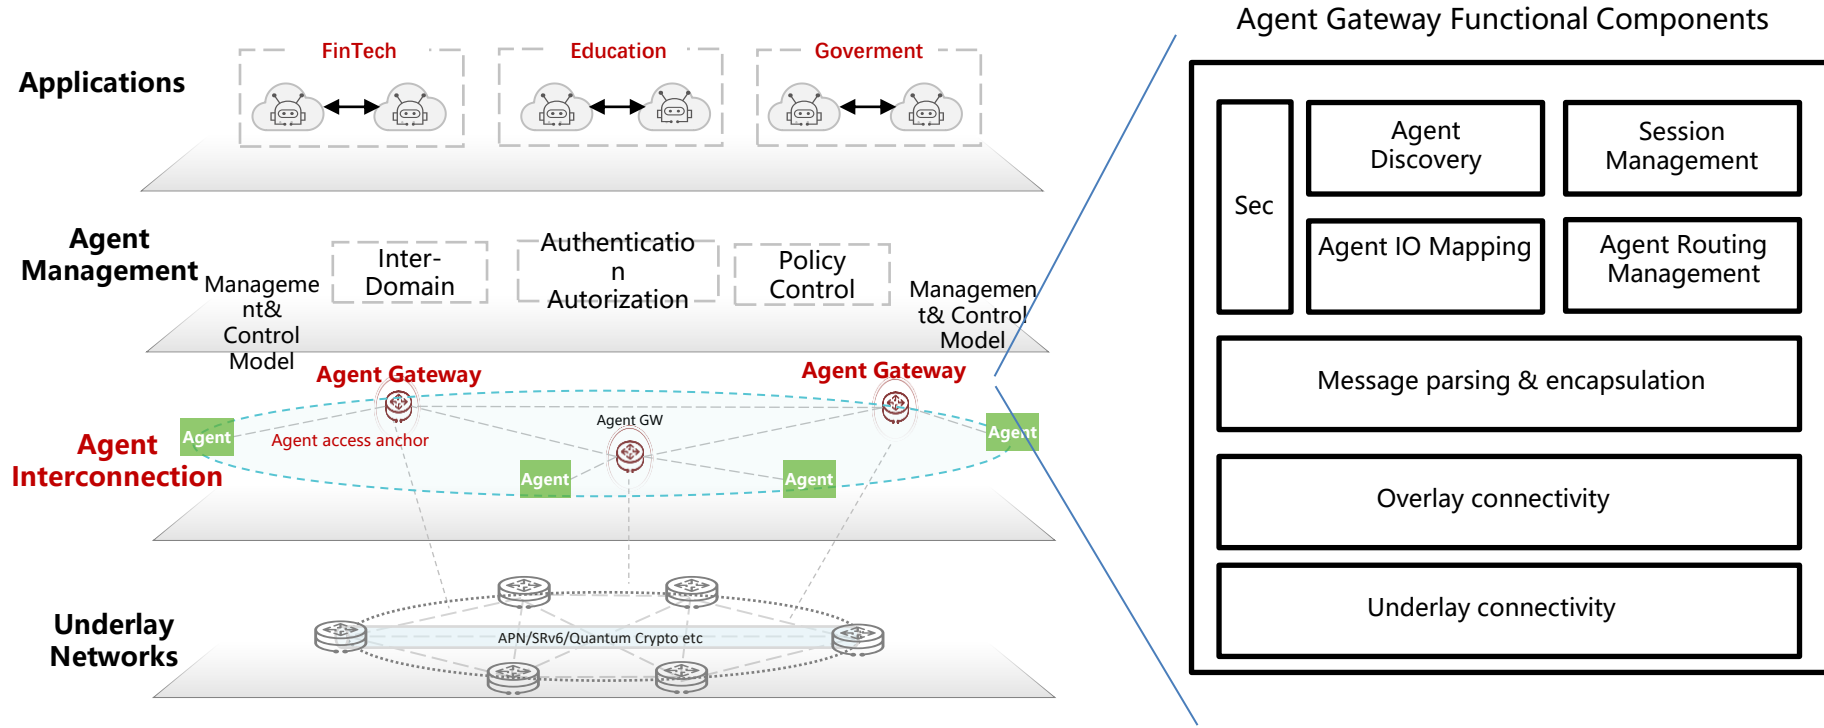 Agent Gateway Functional Components
Applications
FinTech
Education
Goverment
Agent
Management
Manageme
nt&
Control
Model
Inter-
Domain
Authenticatio
n
Autorization
Policy
Control
Managemen
t& Control
Model
Agent
Interconnection
Agent Gateway
Agent Gateway
Agent
Agent access anchor
Agent GW
Agent
Agent
Agent
Underlay
Networks
APN/SRv6/Quantum Crypto etc
Sec
Agent
Discovery
Session
Management
Agent IO Mapping
Agent Routing
Management
Message parsing & encapsulation
Overlay connectivity
Underlay connectivity